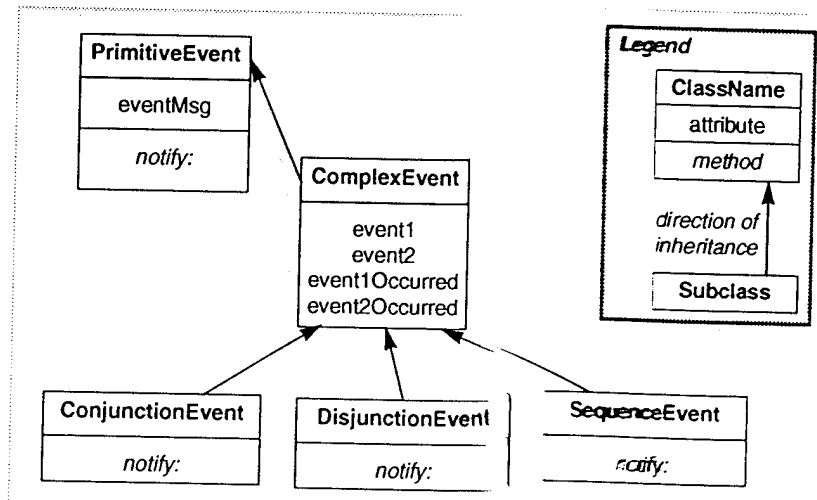 PrimitiveEvent
eventMsg
notify:
ComplexEvent
event1
event2
event1Occurred
event2Occurred
ConjunctionEvent
notify:
DisjunctionEvent
notify:
SequenceEvent
notify:
Legend
ClassName
attribute
method
direction of
inheritance
Subclass